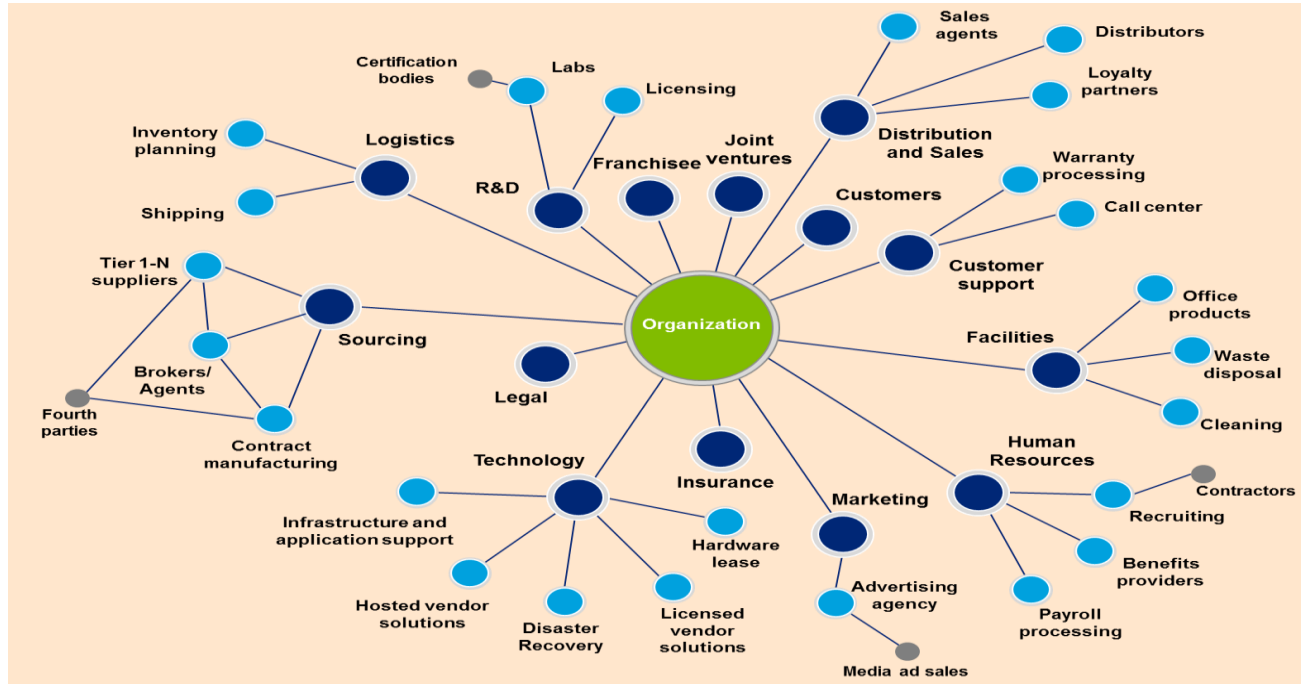 Sales
agents
Distributors
Certification
bodies
Labs
Licensing
Loyalty
partners
Inventory
planning
Logistics
R&D
Franchisee
Joint
ventures
Distribution
and Sales
Warranty
processing
Customers
Call center
Shipping
Tier 1-N
suppliers
Customer
support
Office
products
Organization
Sourcing
Facilities
Waste
disposal
Brokers/
Agents
Legal
Fourth
parties
Cleaning
Contract
manufacturing
Technology
Insurance
Human
Resources
Marketing
Contractors
Recruiting
Infrastructure and
application support
Hardware
lease
Benefits
providers
Hosted vendor
solutions
Disaster
Recovery
Licensed
vendor
solutions
Advertising
agency
Payroll
processing
Media ad sales